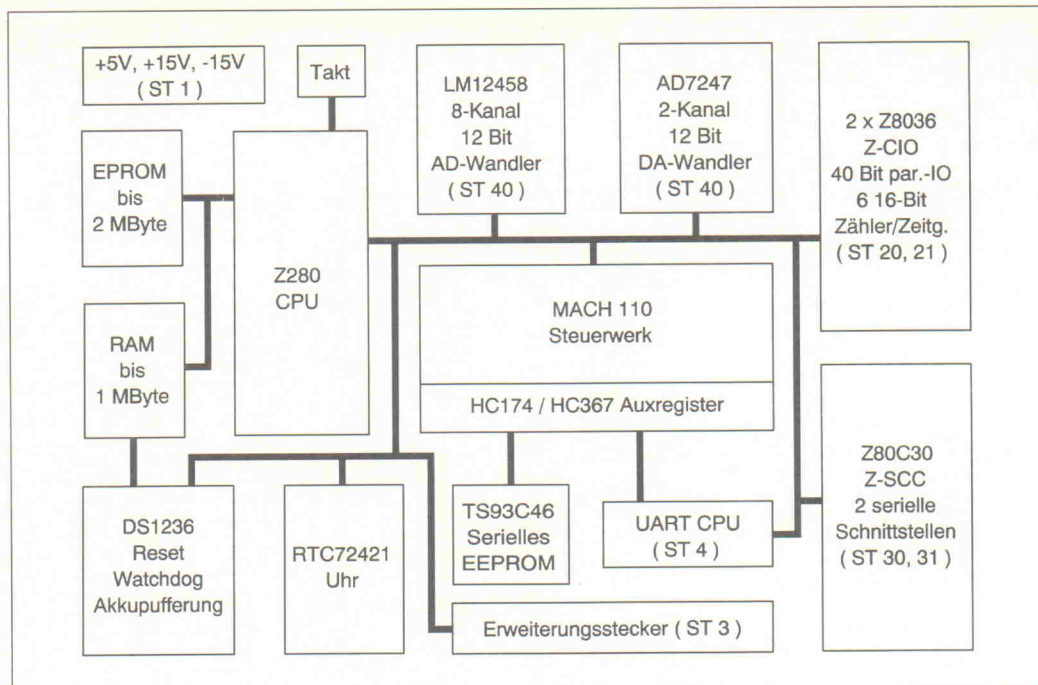 +5V, +15V, -15V
( ST 1 )
Takt
LM12458
8-Kanal
12 Bit
AD-Wandler
( ST 40 )
AD7247
2-Kanal
12 Bit
DA-Wandler
( ST 40 )
2 x Z8036
Z-CIO
40 Bit par.-IO
6 16-Bit
Zähler/Zeitg.
( ST 20, 21 )
EPROM
bis
2 MByte
Z280
CPU
MACH 110
Steuerwerk
RAM
bis
1 MByte
HC174 / HC367 Auxregister
Z80C30
Z-SCC
2 serielle
Schnittstellen
( ST 30, 31 )
DS1236
Reset
Watchdog
Akkupufferung
RTC72421
Uhr
TS93C46
Serielles
EEPROM
UART CPU
( ST 4 )
Erweiterungsstecker ( ST 3 )